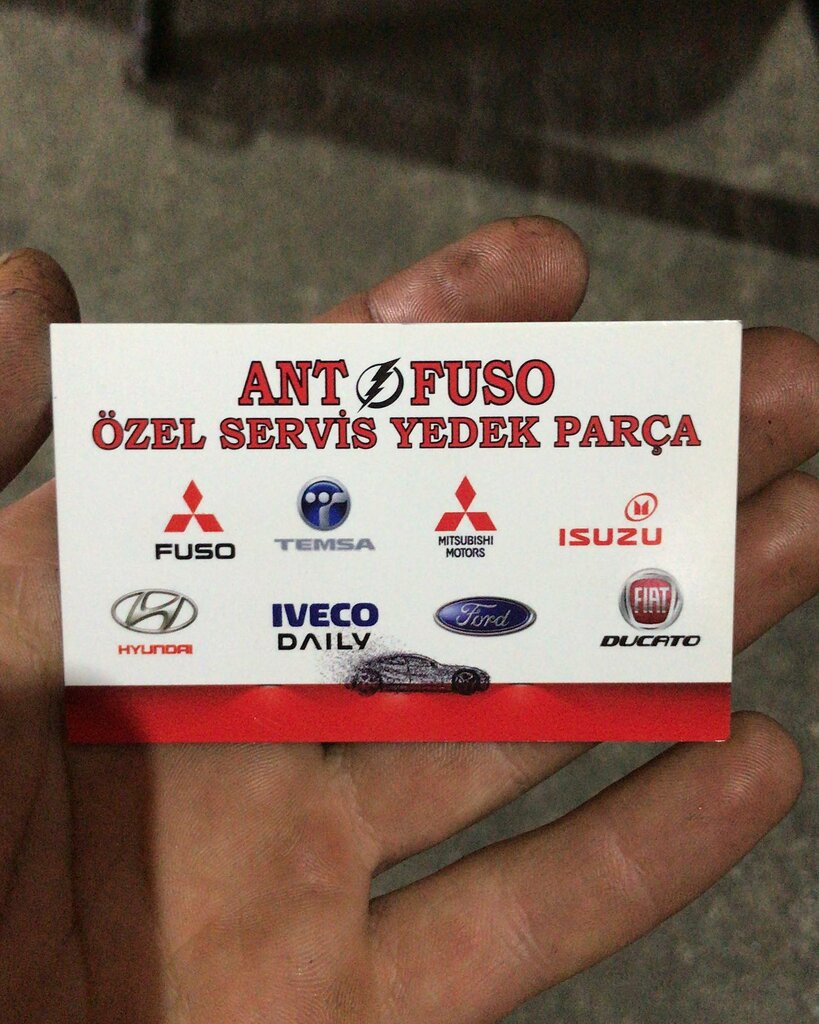 ANT FUSO
ÖZEL SERVİS YEDEK PARÇA
FUSO
TEMSA
MITSUBISHI
MOTORS
ISUZU
HYUNDAI
IVECO
DAILY
Ford
FIAT
DUCATO